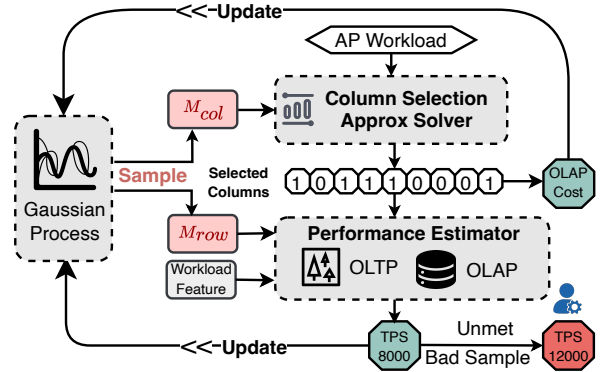 << Update
AP Workload
M_col
Column Selection
Approx Solver
Sample
Selected
Columns
1 0 1 1 1 0 0 0 1
OLAP
Cost
Gaussian
Process
M_row
Workload
Feature
Performance Estimator
OLTP
OLAP
<< Update
TPS
8000
Unmet
Bad Sample
TPS
12000